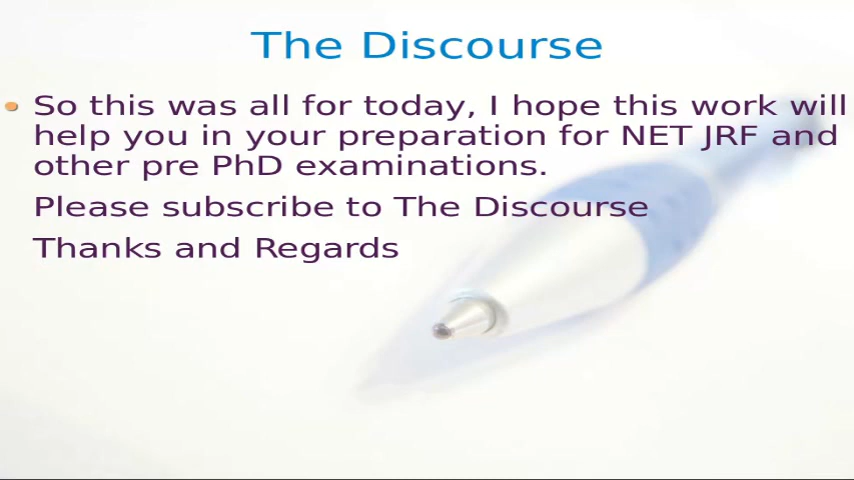 The Discourse
So this was all for today, I hope this work will
help you in your preparation for NET JRF and
other pre PhD examinations.
Please subscribe to The Discourse
Thanks and Regards